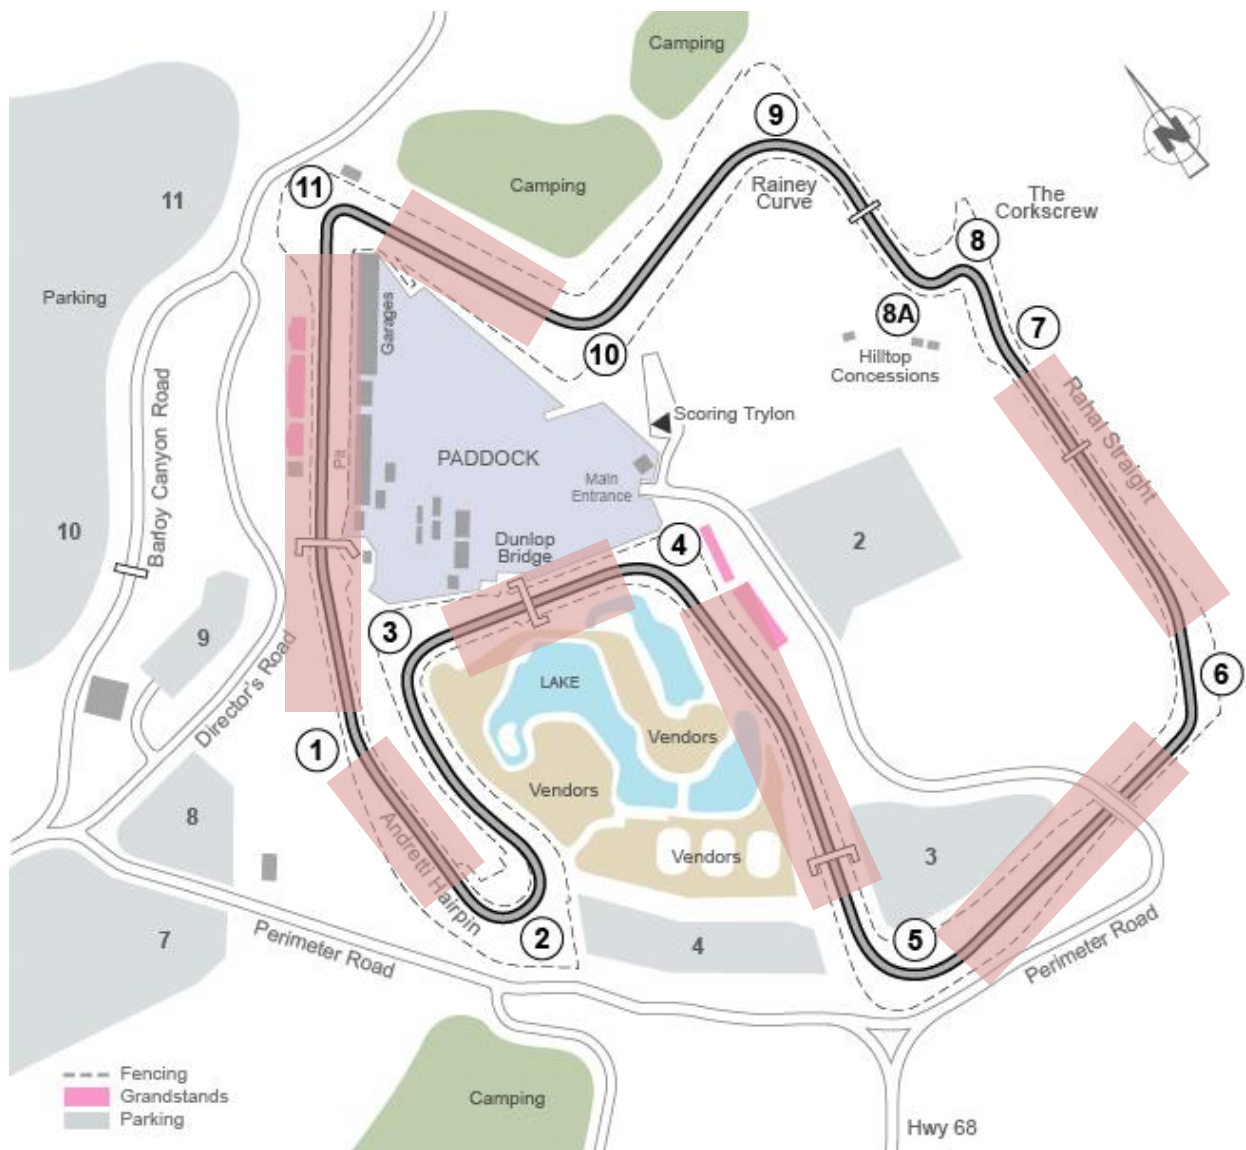 Camping
Camping
9
Rainey
Curve
N
The
Corkscrew
11
11
8
Parking
8A
7
Hilltop
Concessions
10
Garages
Rahal Straight
Scoring Trylon
Barloy Canyon Road
Pit
PADDOCK
Main
Entrance
10
Dunlop
Bridge
4
2
3
9
LAKE
6
Director's Road
Vendors
1
Vendors
8
Andretti Hairpin
Vendors
3
7
2
4
5
Perimeter Road
Perimeter Road
Fencing
Grandstands
Parking
Camping
Hwy 68